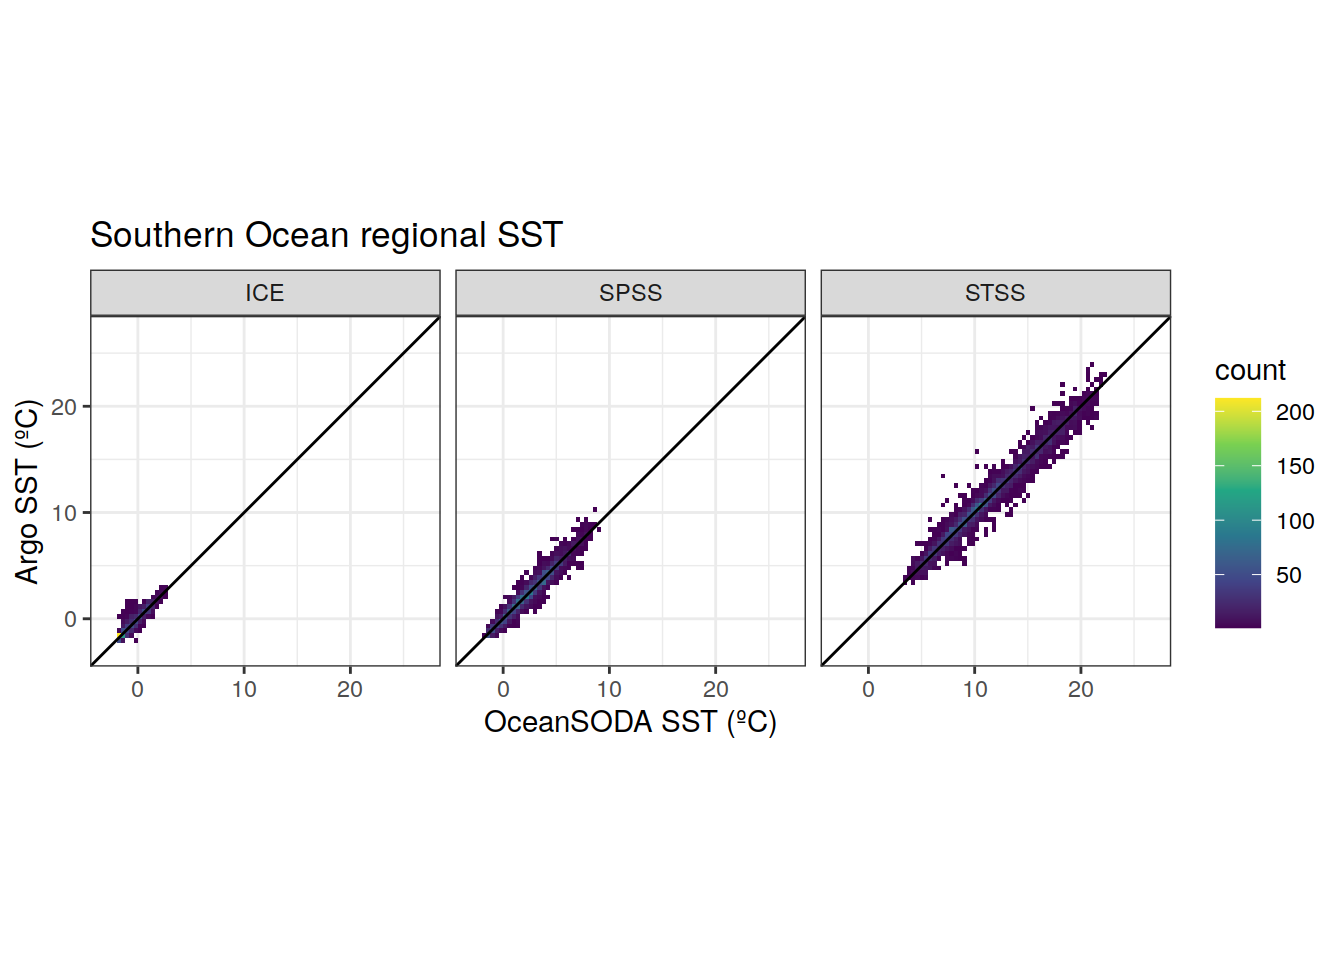 Southern Ocean regional SST
ICE SPSS STSS
count
200
150
100
50
20
10
0
Argo SST (ºC)
0 10 20 0 10 20 0 10 20
OceanSODA SST (ºC)